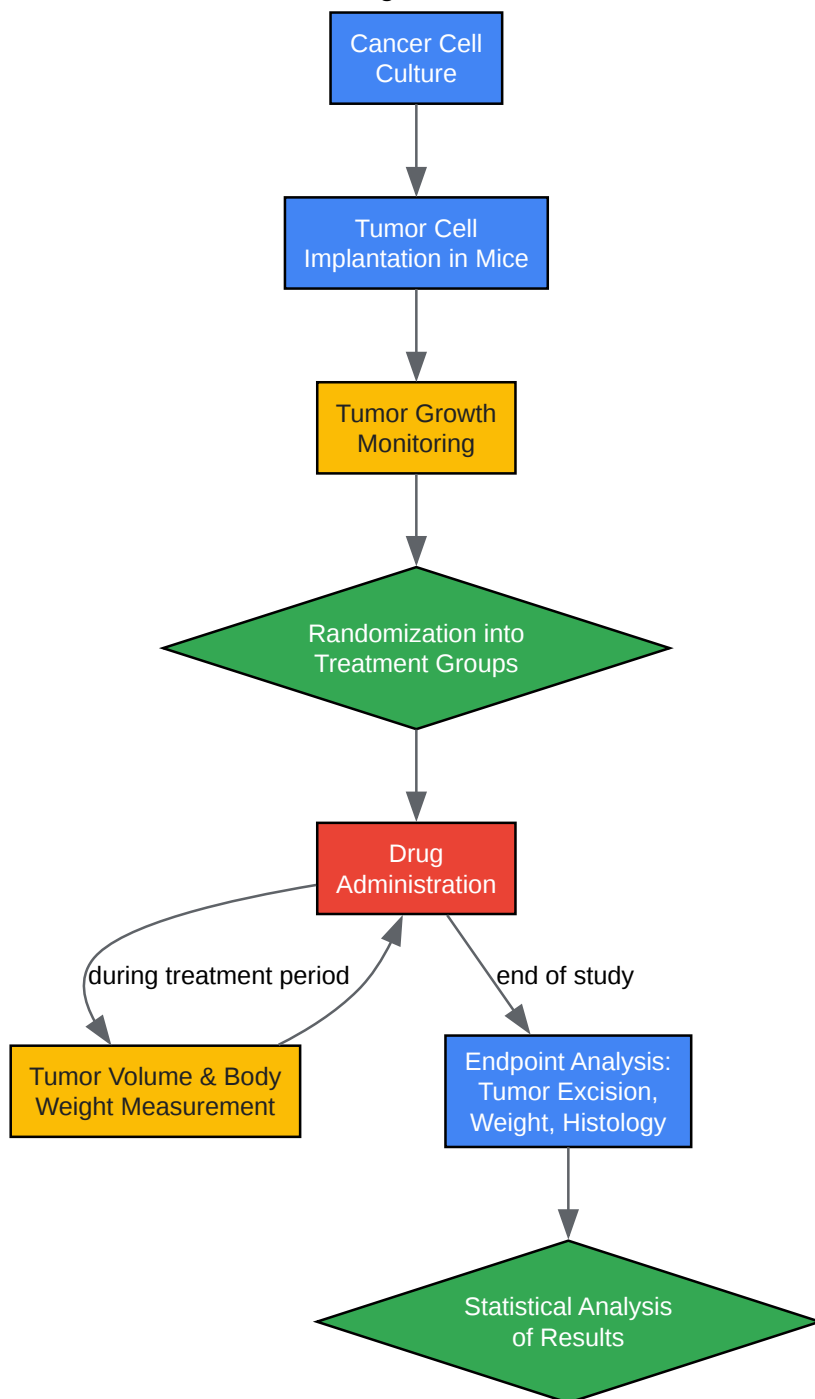 Cancer Cell
Culture
Tumor Cell
Implantation in Mice
Tumor Growth
Monitoring
Randomization into
Treatment Groups
Drug
Administration
during treatment period
end of study
Tumor Volume & Body
Weight Measurement
Endpoint Analysis:
Tumor Excision,
Weight, Histology
Statistical Analysis
of Results